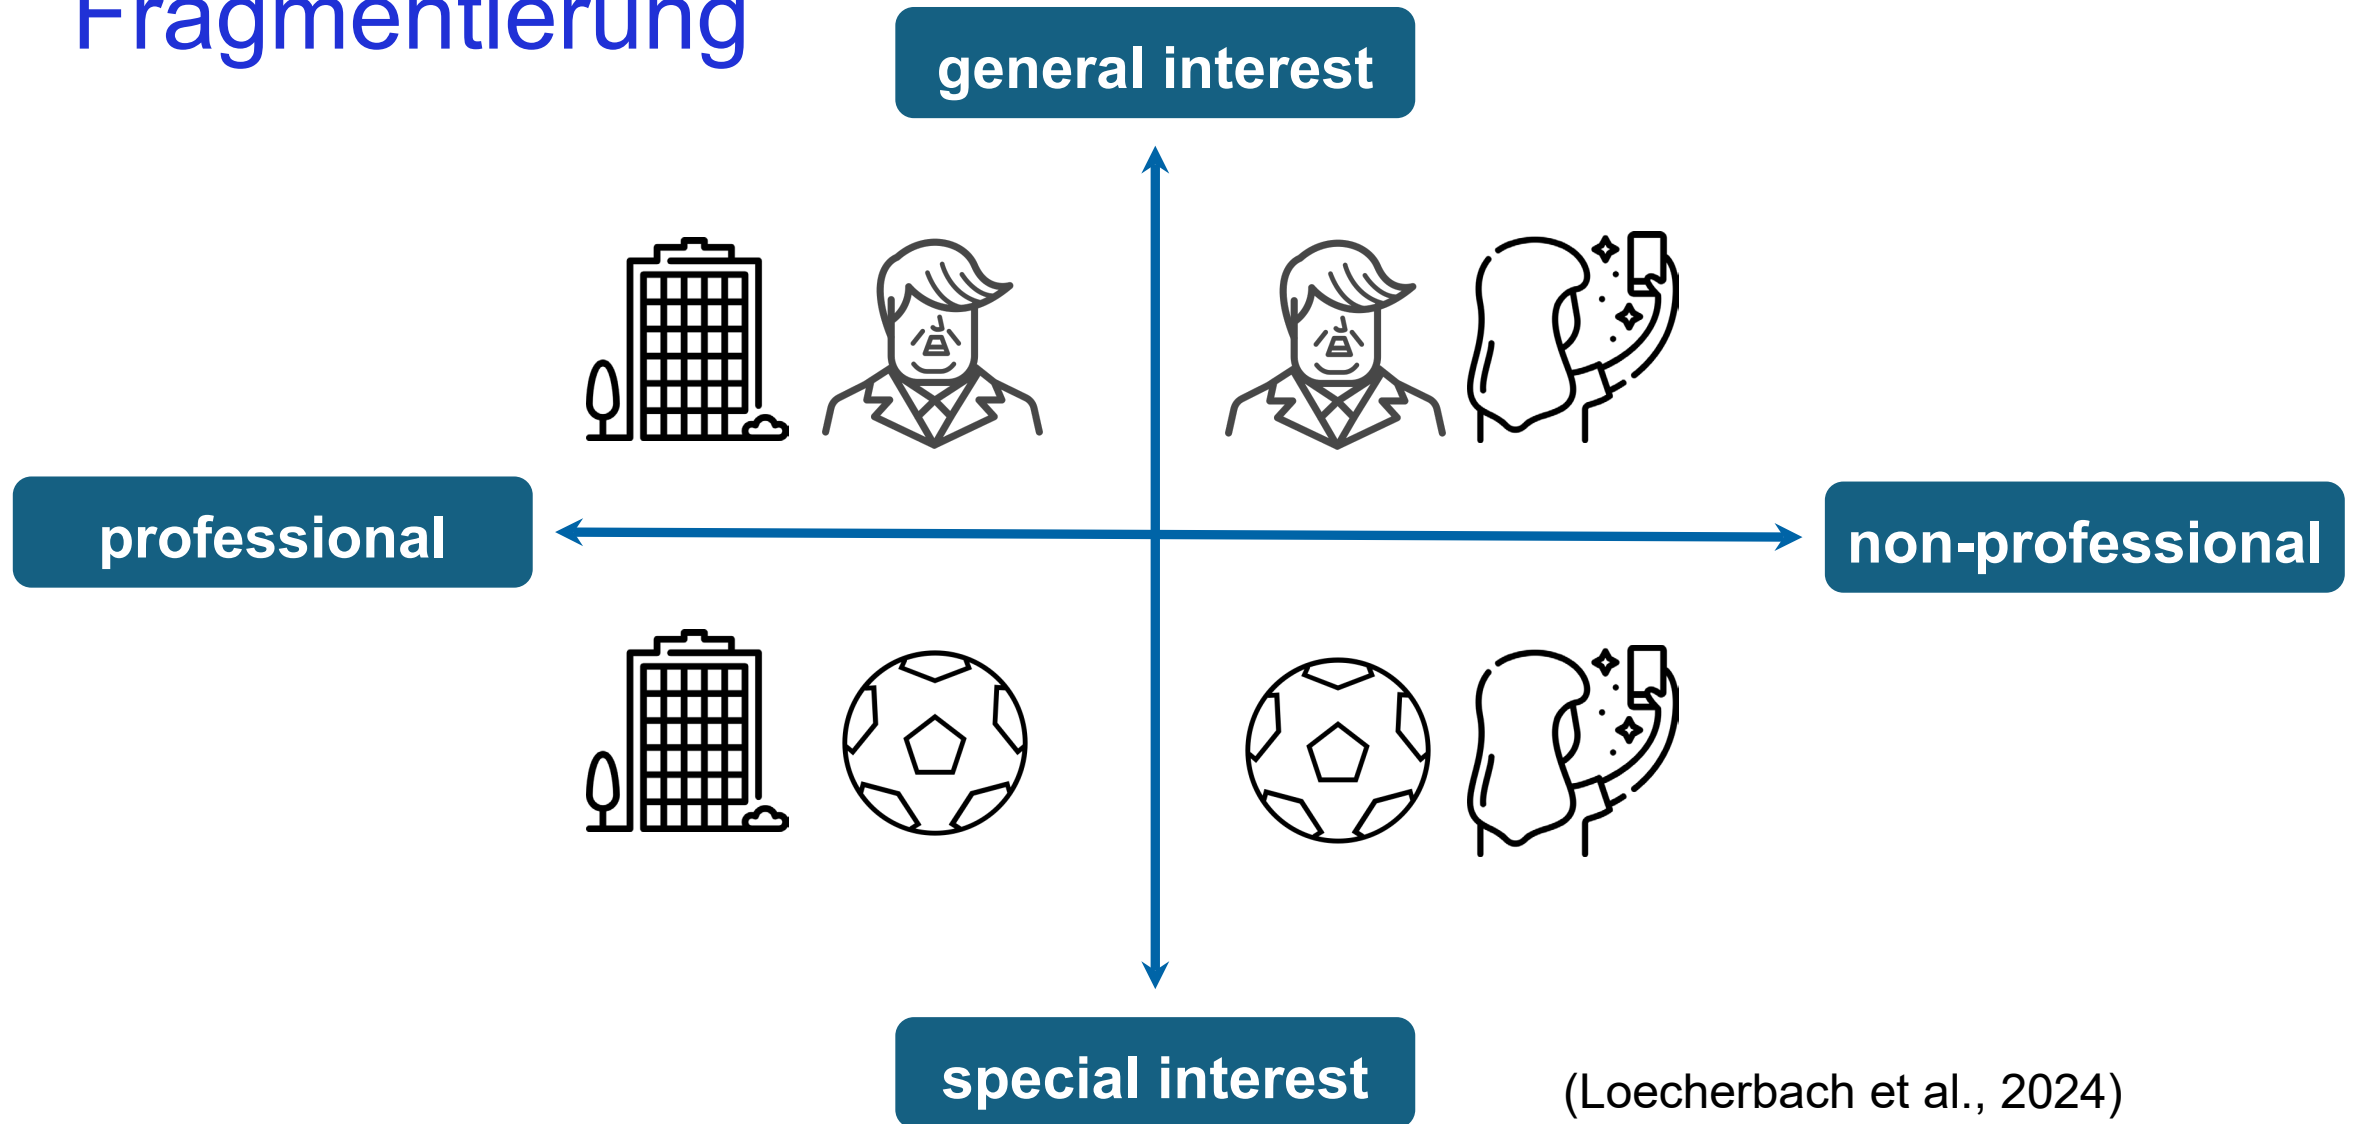 Fragmentierung
general interest
professional
non-professional
special interest
(Loecherbach et al., 2024)